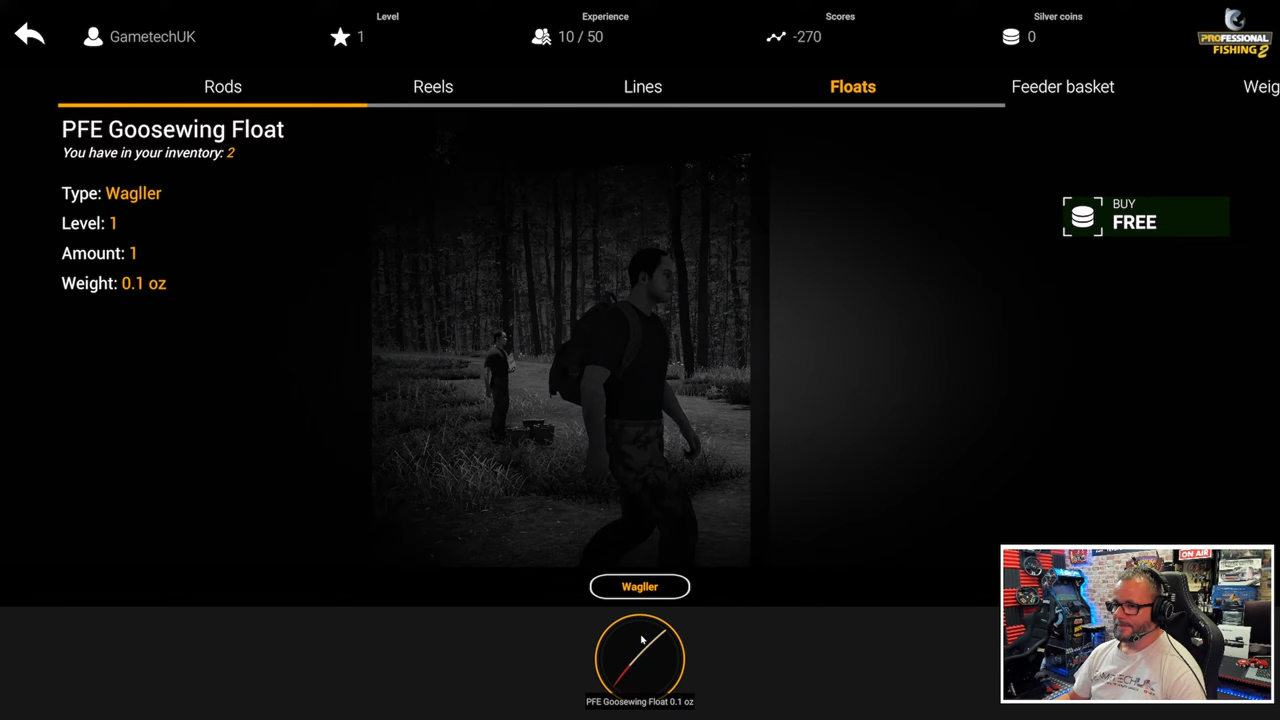 Level
Experience
Scores
Silver coins
GametechUK
1
10 / 50
-270
0
PROFESSIONAL
FISHING 2
Rods
Reels
Lines
Floats
Feeder basket
Weig
PFE Goosewing Float
You have in your inventory: 2
Type: Wagller
Level: 1
Amount: 1
Weight: 0.1 oz
BUY
FREE
Wagller
PFE Goosewing Float 0.1 oz
ON AIR